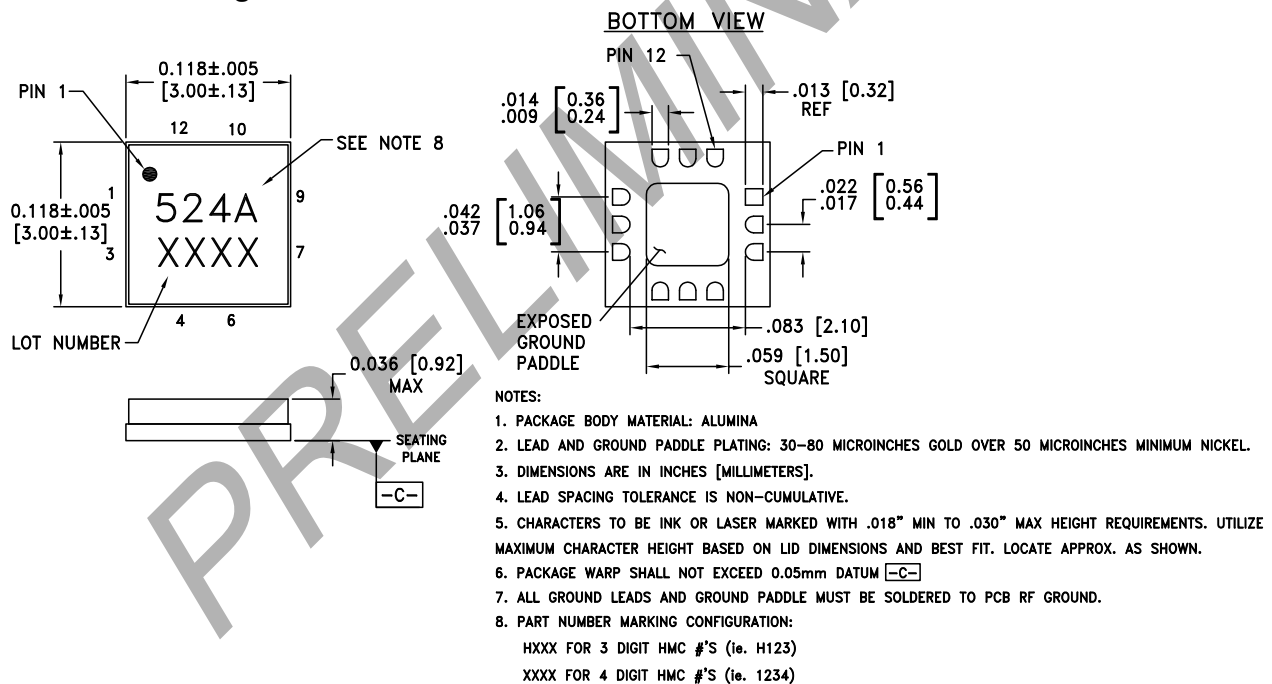 BOTTOM VIEW
PIN 12
0.118±.005
[3.00±.13]
PIN 1
12 10
SEE NOTE 8
1
9
524A
0.118±.005
[3.00±.13]
XXXX
3
7
4 6
LOT NUMBER
.014 [0.36
.009 0.24]
.013 [0.32]
REF
PIN 1
.022 [0.56]
.017 [0.44]
.042 [1.06]
.037 [0.94]
EXPOSED
GROUND
PADDLE
.083 [2.10]
.059 [1.50]
SQUARE
0.036 [0.92]
MAX
SEATING
PLANE
-C-
NOTES:
1. PACKAGE BODY MATERIAL: ALUMINA
2. LEAD AND GROUND PADDLE PLATING: 30-80 MICROINCHES GOLD OVER 50 MICROINCHES MINIMUM NICKEL.
3. DIMENSIONS ARE IN INCHES [MILLIMETERS].
4. LEAD SPACING TOLERANCE IS NON-CUMULATIVE.
5. CHARACTERS TO BE INK OR LASER MARKED WITH .018" MIN TO .030" MAX HEIGHT REQUIREMENTS. UTILIZE
MAXIMUM CHARACTER HEIGHT BASED ON LID DIMENSIONS AND BEST FIT. LOCATE APPROX. AS SHOWN.
6. PACKAGE WARP SHALL NOT EXCEED 0.05mm DATUM -C-
7. ALL GROUND LEADS AND GROUND PADDLE MUST BE SOLDERED TO PCB RF GROUND.
8. PART NUMBER MARKING CONFIGURATION:
HXXX FOR 3 DIGIT HMC #'S (ie. H123)
XXXX FOR 4 DIGIT HMC #'S (ie. 1234)